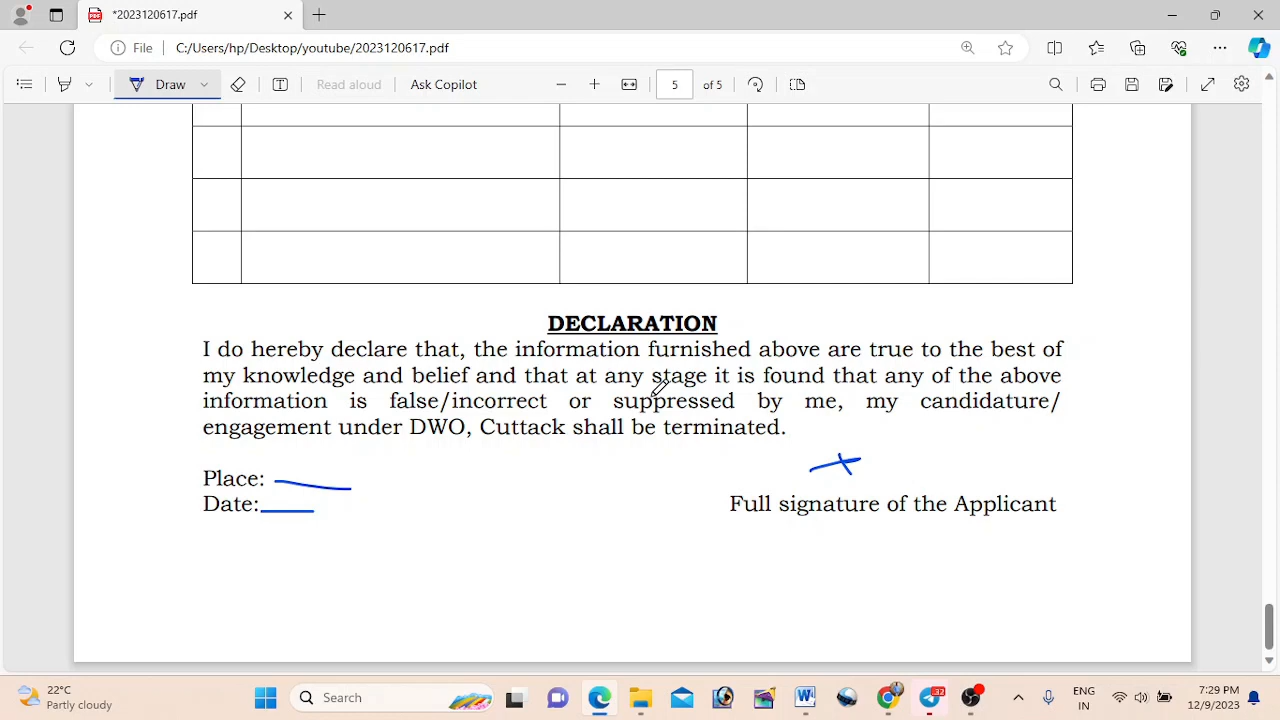 *2023120617.pdf
File C:/Users/hp/Desktop/youtube/2023120617.pdf
Draw Read aloud Ask Copilot 5 of 5
DECLARATION
I do hereby declare that, the information furnished above are true to the best of
my knowledge and belief and that at any stage it is found that any of the above
information is false/incorrect or suppressed by me, my candidature/
engagement under DWO, Cuttack shall be terminated.
Place:
Date:
Full signature of the Applicant
22°C
Partly cloudy
Search
32
ENG
IN
7:29 PM
12/9/2023